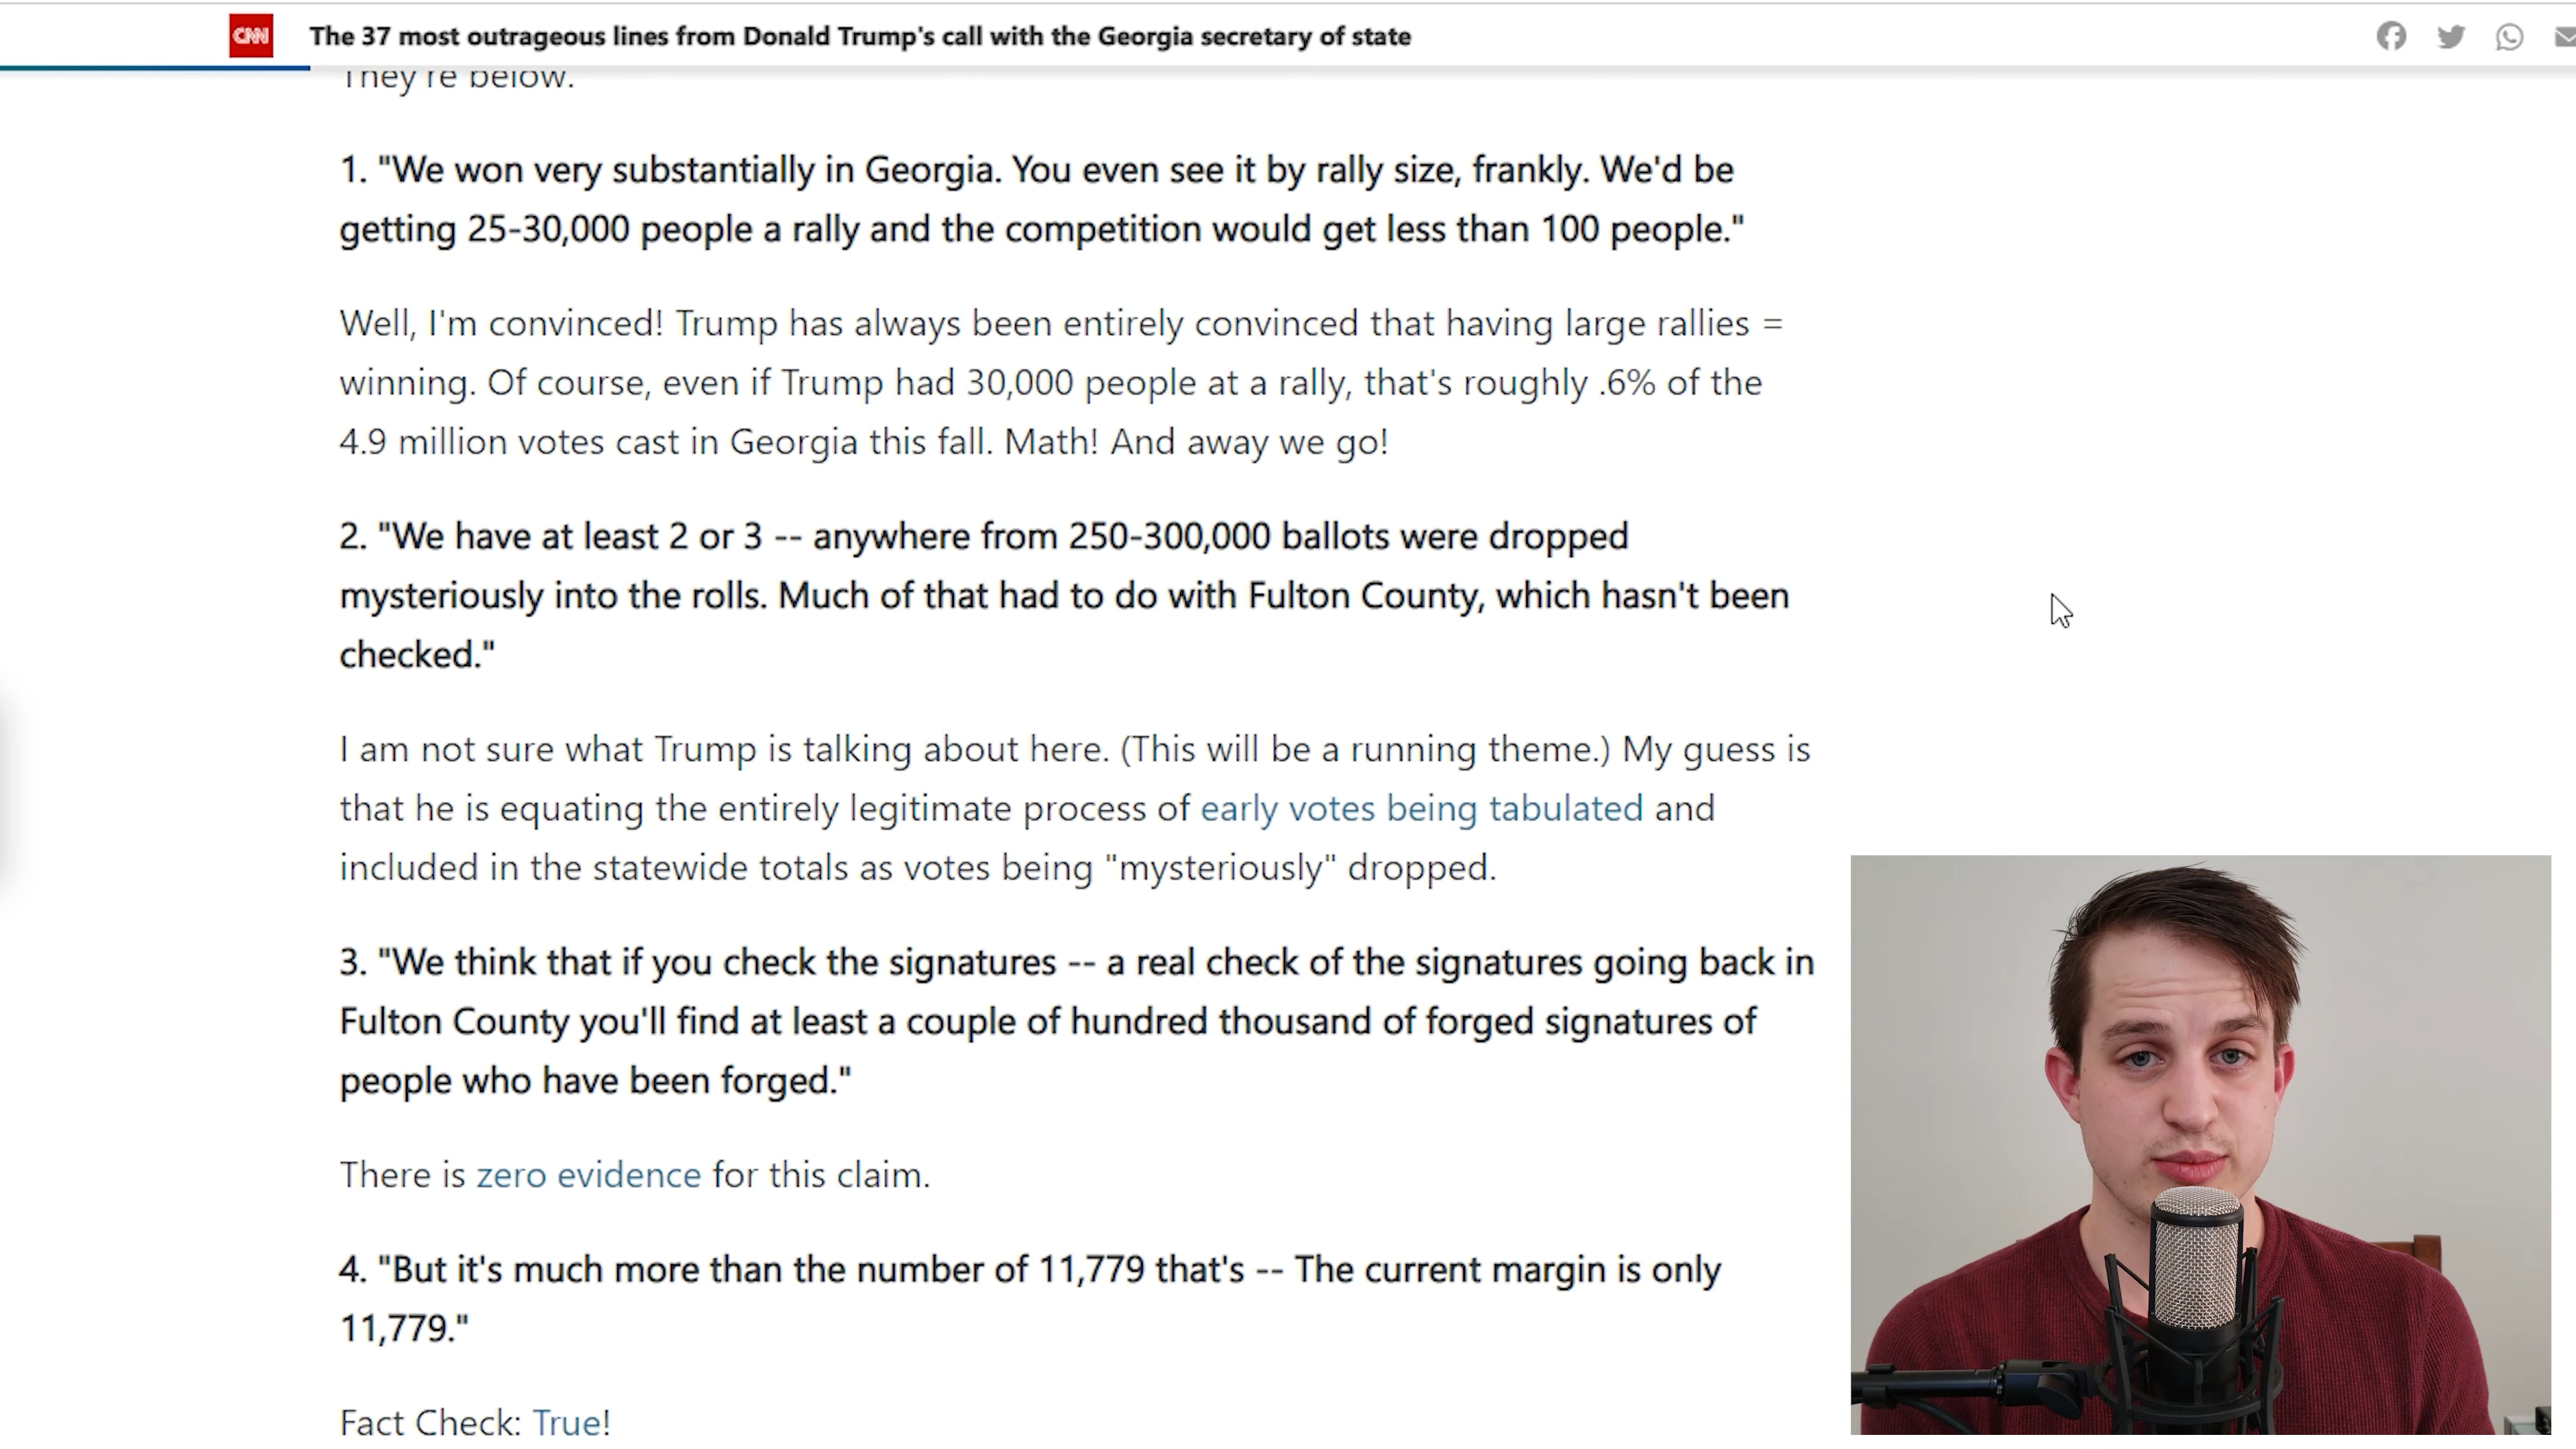 CNN
The 37 most outrageous lines from Donald Trump's call with the Georgia secretary of state
They're below.
1. "We won very substantially in Georgia. You even see it by rally size, frankly. We'd be
getting 25-30,000 people a rally and the competition would get less than 100 people."
Well, I'm convinced! Trump has always been entirely convinced that having large rallies =
winning. Of course, even if Trump had 30,000 people at a rally, that's roughly .6% of the
4.9 million votes cast in Georgia this fall. Math! And away we go!
2. "We have at least 2 or 3 -- anywhere from 250-300,000 ballots were dropped
mysteriously into the rolls. Much of that had to do with Fulton County, which hasn't been
checked."
I am not sure what Trump is talking about here. (This will be a running theme.) My guess is
that he is equating the entirely legitimate process of early votes being tabulated and
included in the statewide totals as votes being "mysteriously" dropped.
3. "We think that if you check the signatures -- a real check of the signatures going back in
Fulton County you'll find at least a couple of hundred thousand of forged signatures of
people who have been forged."
There is zero evidence for this claim.
4. "But it's much more than the number of 11,779 that's -- The current margin is only
11,779."
Fact Check: True!